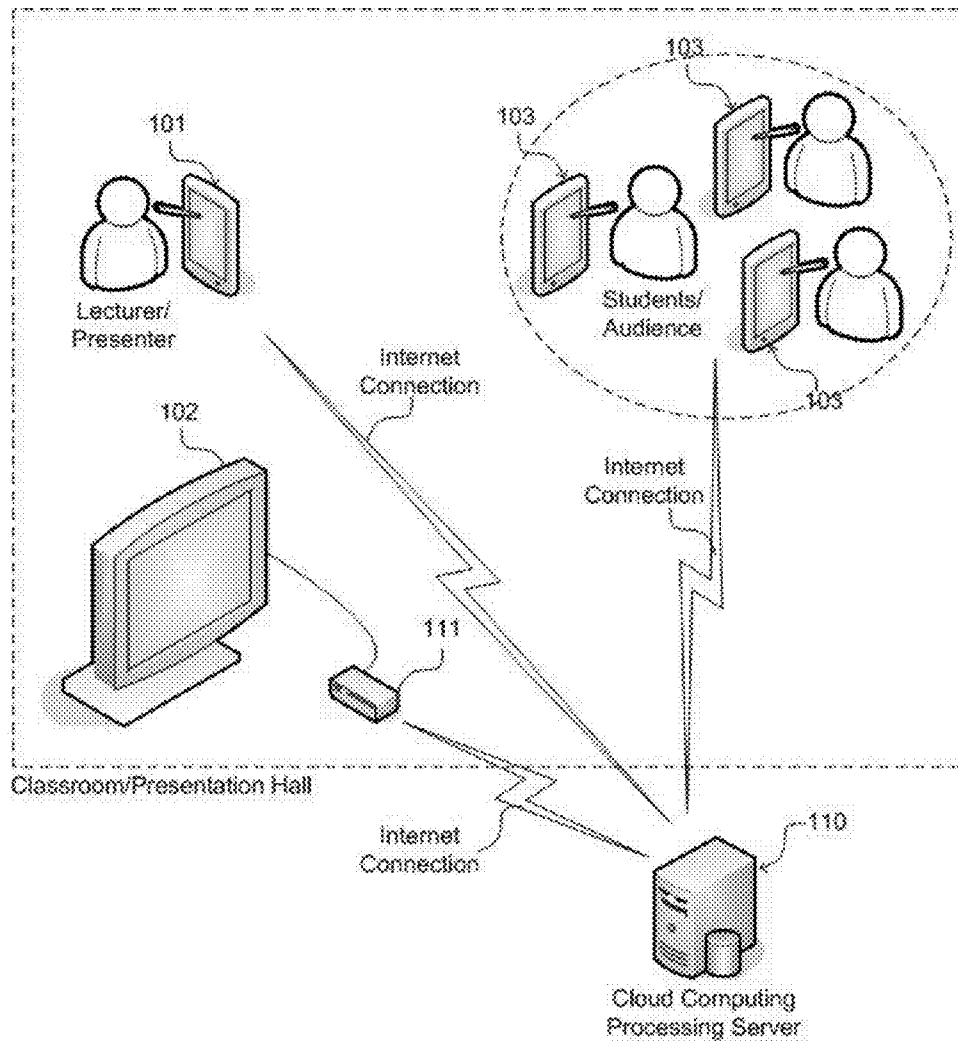 103
101
103
Lecturer/
Presenter
Students/
Audience
103
Internet
Connection
102
Internet
Connection
111
Classroom/Presentation Hall
Internet
Connection
110
Cloud Computing
Processing Server